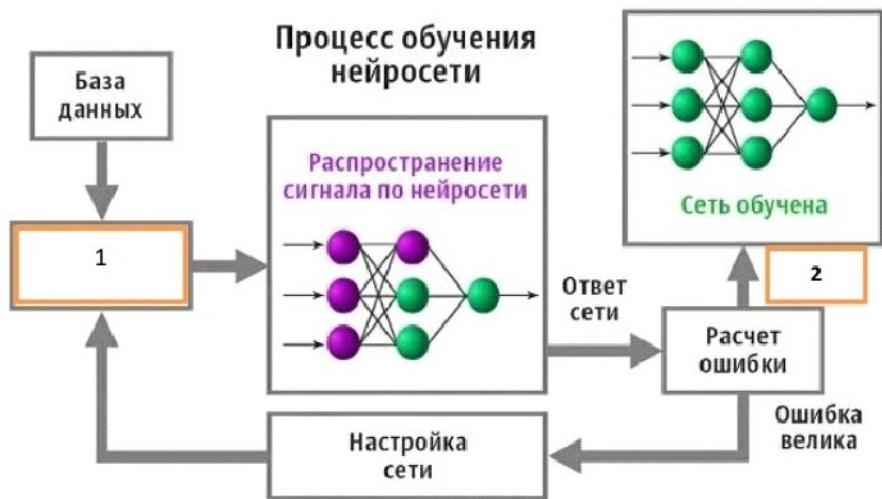 Процесс обучения
нейросети
База
данных
Распространение
сигнала по нейросети
Сеть обучена
1
2
Ответ
сети
Расчет
ошибки
Настройка
сети
Ошибка
велика